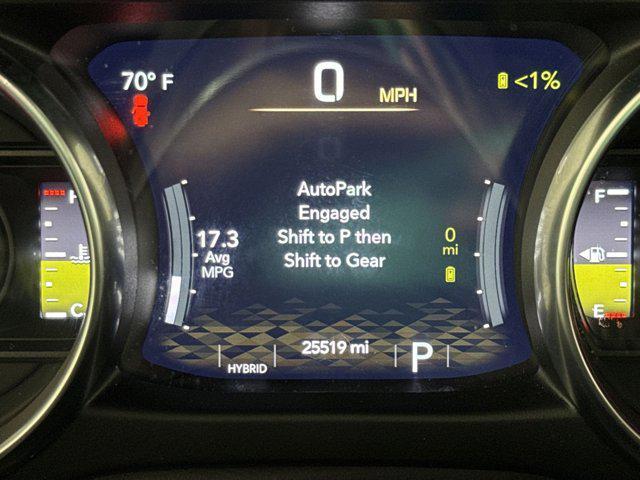 70° F
0 MPH
<1%
AutoPark
Engaged
Shift to P then
Shift to Gear
17.3
Avg
MPG
0
mi
H
C
F
E
25519 mi
HYBRID
P